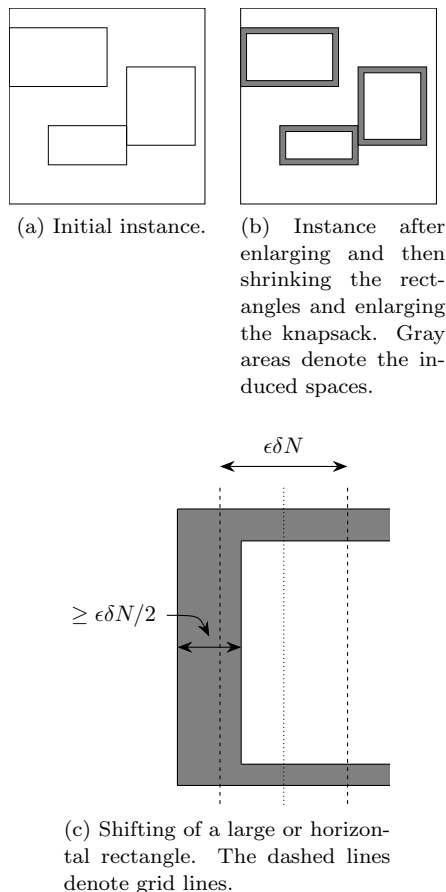 (a) Initial instance.
(b) Instance after
enlarging and then
shrinking the rect-
angles and enlarging
the knapsack. Gray
areas denote the in-
duced spaces.
ϵδN
≥ ϵδN/2
(c) Shifting of a large or horizon-
tal rectangle. The dashed lines
denote grid lines.